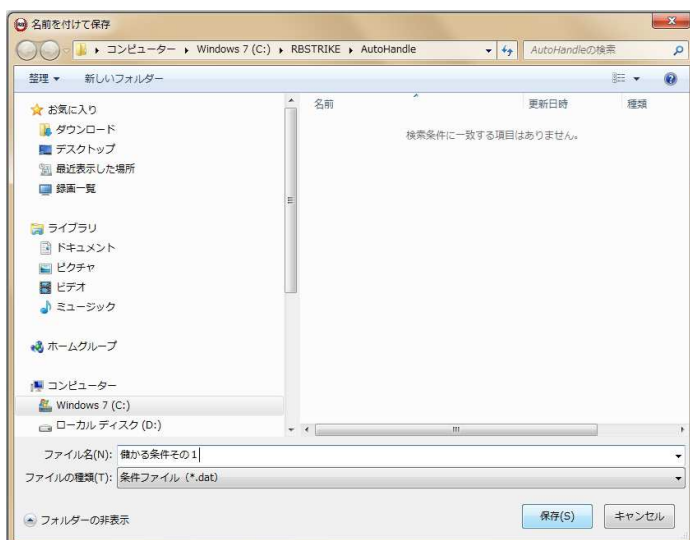 名前を付けて保存
コンピューター ▸ Windows 7 (C:) ▸ RBSTRIKE ▸ AutoHandle
AutoHandleの検索
整理 新しいフォルダー
名前 更新日時 種類
検索条件に一致する項目はありません。
お気に入り
ダウンロード
デスクトップ
最近表示した場所
録画一覧
ライブラリ
ドキュメント
ピクチャ
ビデオ
ミュージック
ホームグループ
コンピューター
Windows 7 (C:)
ローカル ディスク (D:)
ファイル名(N): 儲かる条件その１
ファイルの種類(T): 条件ファイル (*.dat)
フォルダーの非表示 保存(S) キャンセル